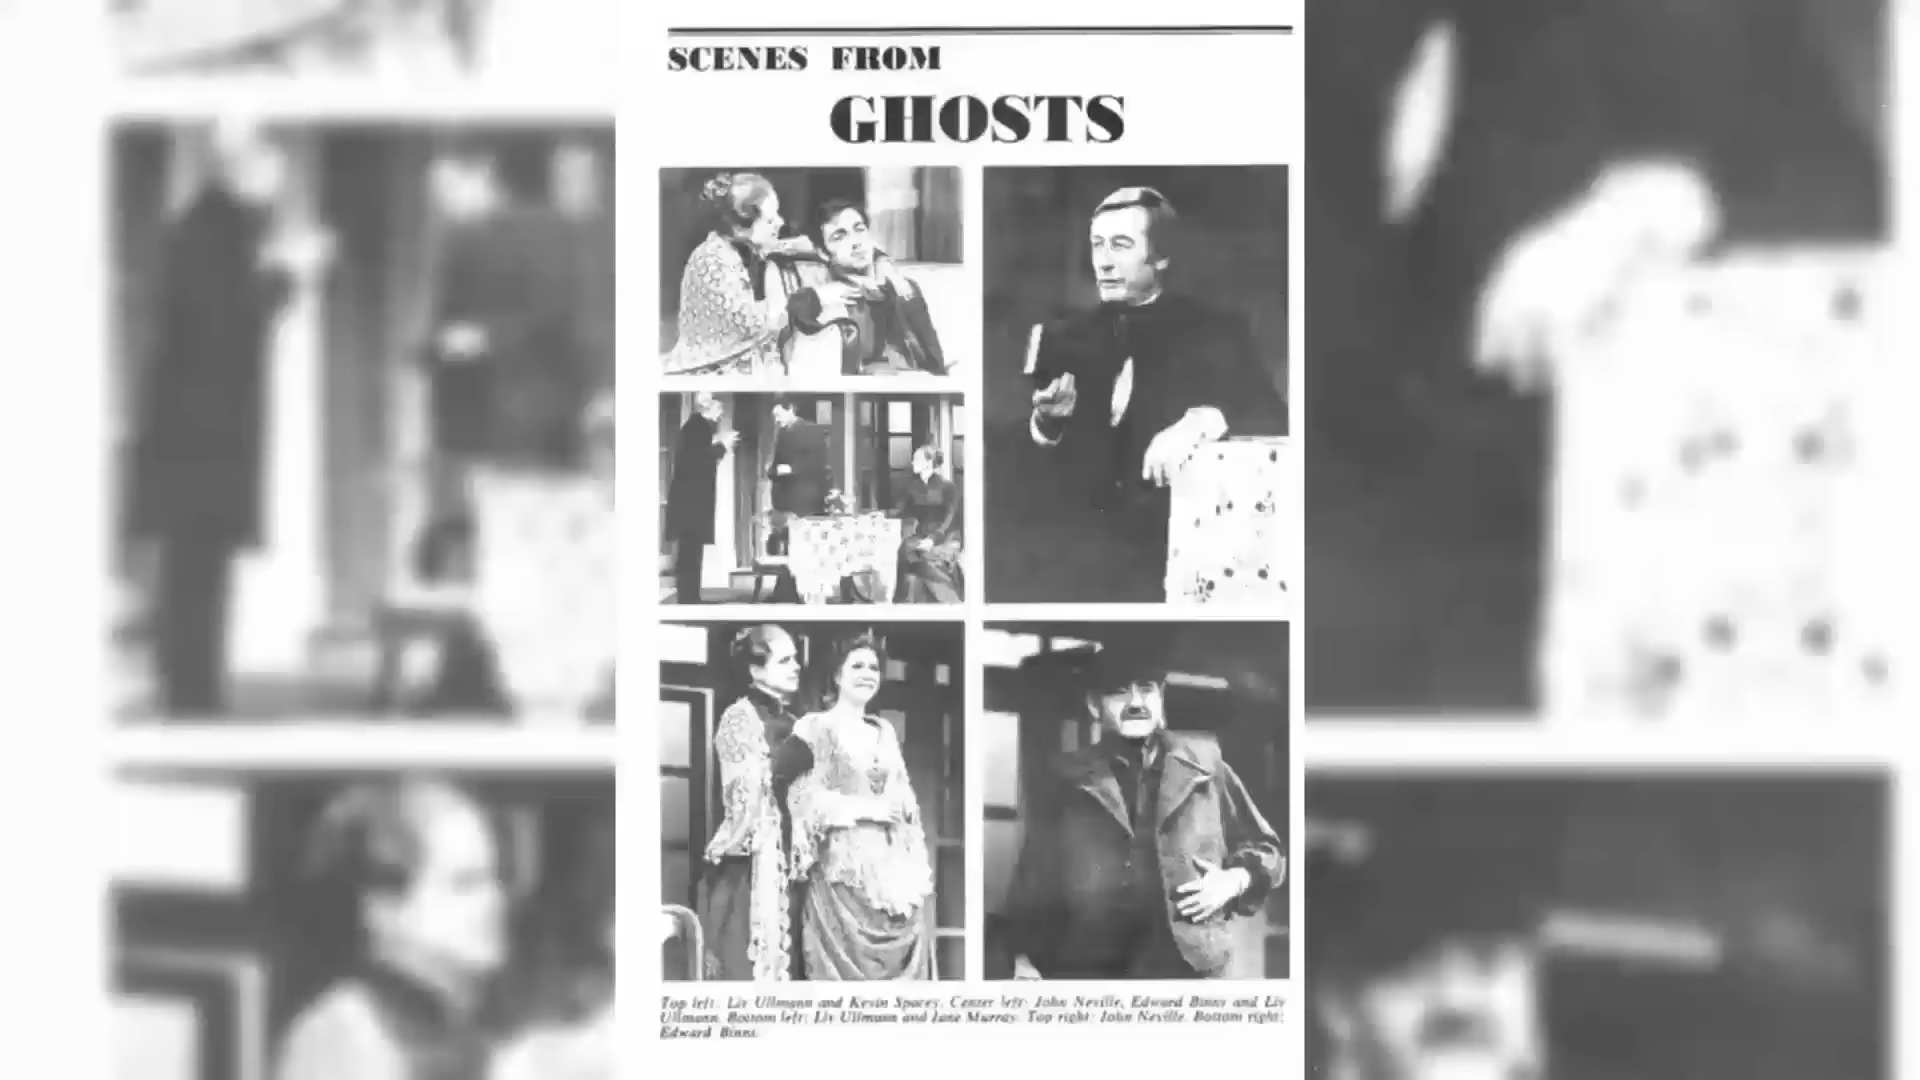 SCENES FROM
GHOSTS
Top left: Liv Ullmann and Kevin Spacey. Center left: John Neville, Edward Binns and Liv
Ullmann. Bottom left: Liv Ullmann and Jane Murray. Top right: John Neville. Bottom right:
Edward Binns.